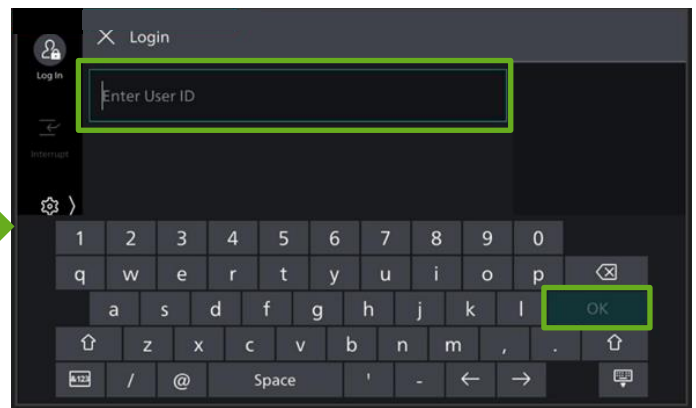 Login
Log In
Enter User ID
Interrupt
1 2 3 4 5 6 7 8 9 0
q w e r t y u i o p
a s d f g h j k l OK
z x c v b n m , .
&123 / @ Space ' - ← →